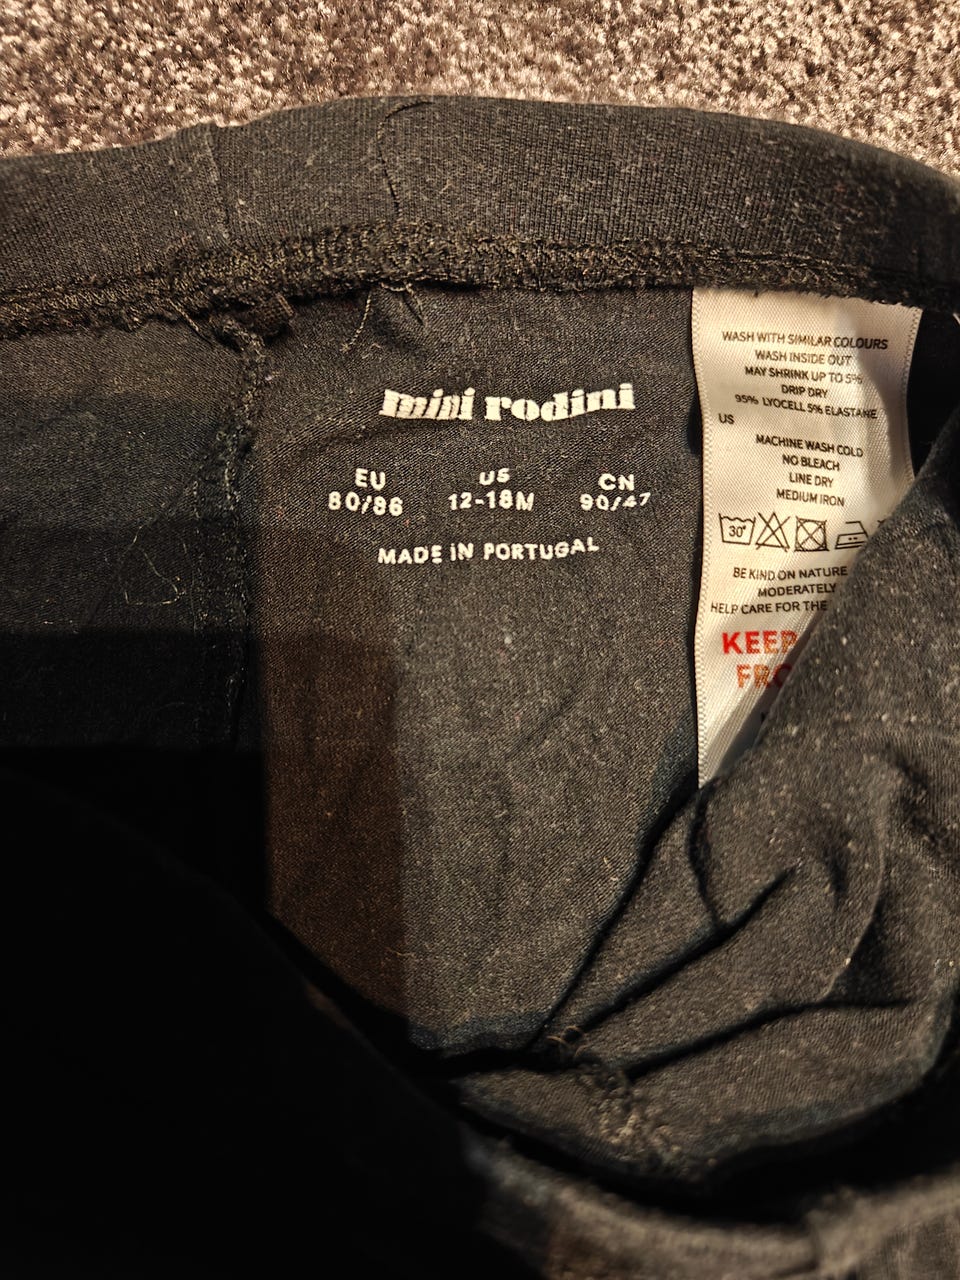 mini rodini
EU US CN
80/86 12-18M 90/47
MADE IN PORTUGAL
WASH WITH SIMILAR COLOURS
WASH INSIDE OUT
MAY SHRINK UP TO 5%
DRIP DRY
95% LYOCELL 5% ELASTANE
US
MACHINE WASH COLD
NO BLEACH
LINE DRY
MEDIUM IRON
30°
BE KIND ON NATURE
MODERATELY
HELP CARE FOR THE
KEEP